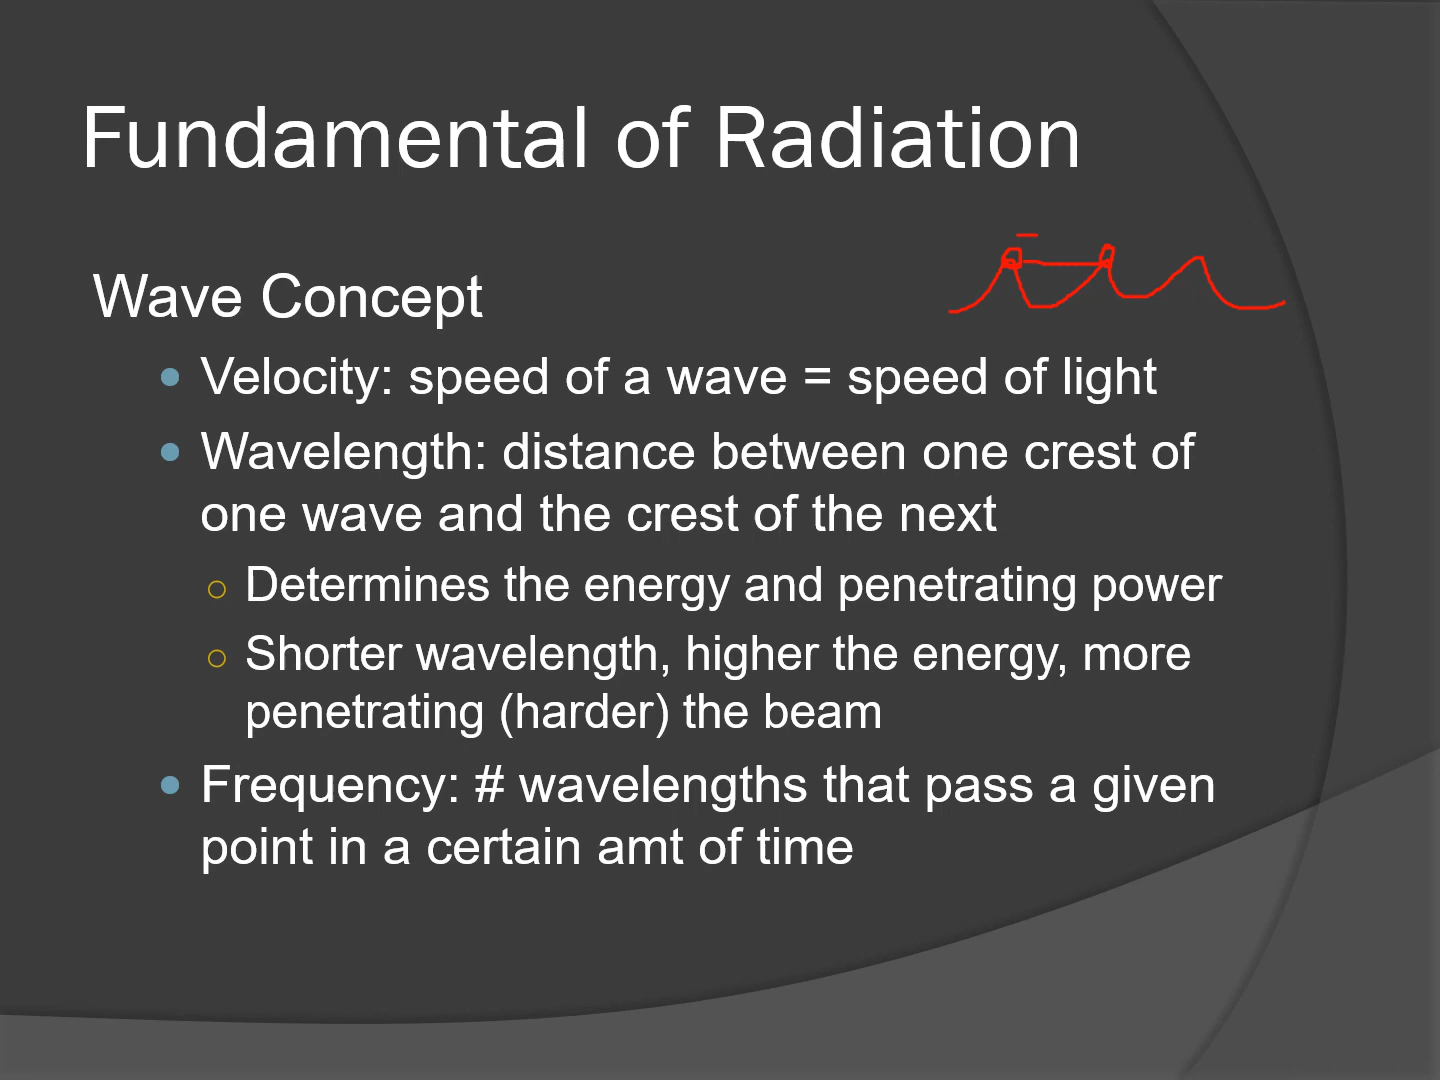 Fundamental of Radiation
Wave Concept
Velocity: speed of a wave = speed of light
Wavelength: distance between one crest of
one wave and the crest of the next
Determines the energy and penetrating power
Shorter wavelength, higher the energy, more
penetrating (harder) the beam
Frequency: # wavelengths that pass a given
point in a certain amt of time